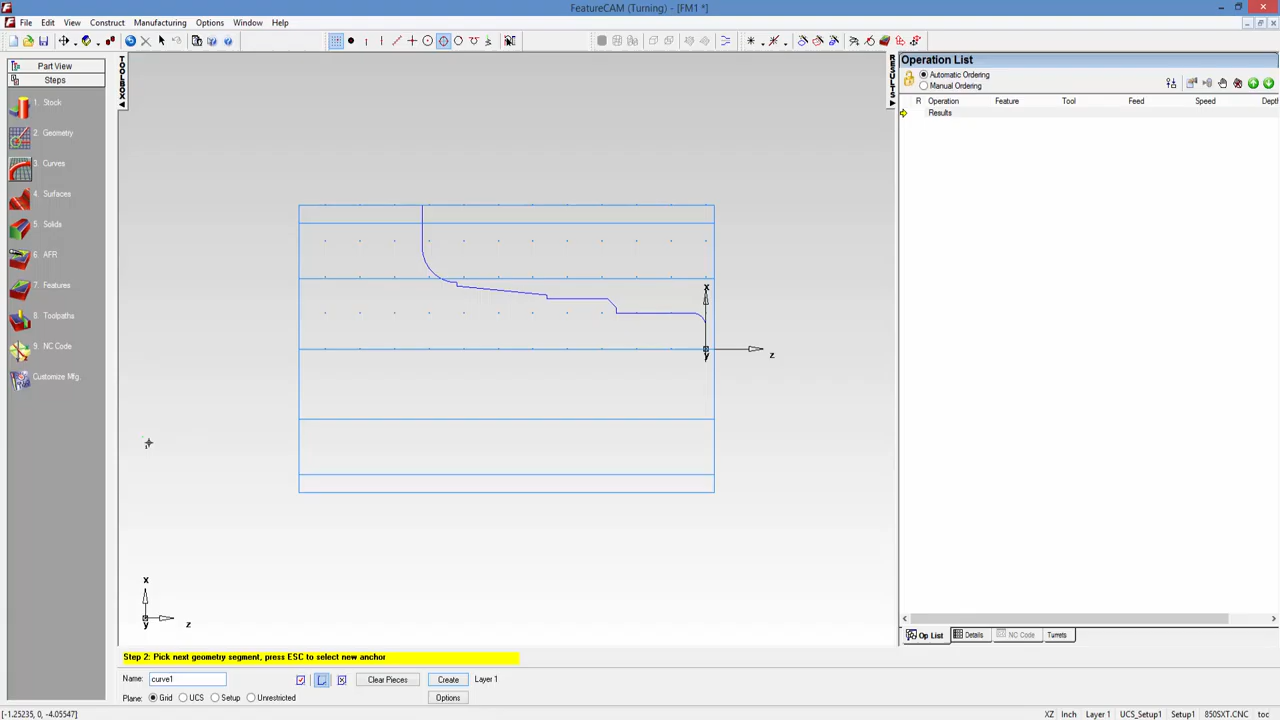 FeatureCAM (Turning) - [FM1 *]
File Edit View Construct Manufacturing Options Window Help
Part View
Steps
1. Stock
2. Geometry
3. Curves
4. Surfaces
5. Solids
6. AFR
7. Features
8. Toolpaths
9. NC Code
Customize Mfg.
TOOLBOX
RESULTS
Operation List
Automatic Ordering
Manual Ordering
R Operation Feature Tool Feed Speed Depth
Results
x
z
y
x
z
y
Op List Details NC Code Turrets
Step 2: Pick next geometry segment, press ESC to select new anchor
Name: curve1 Clear Pieces Create Layer 1
Plane: Grid UCS Setup Unrestricted Options
[-1.25235, 0, -4.05547] XZ Inch Layer 1 UCS_Setup1 Setup1 850SXT.CNC toc